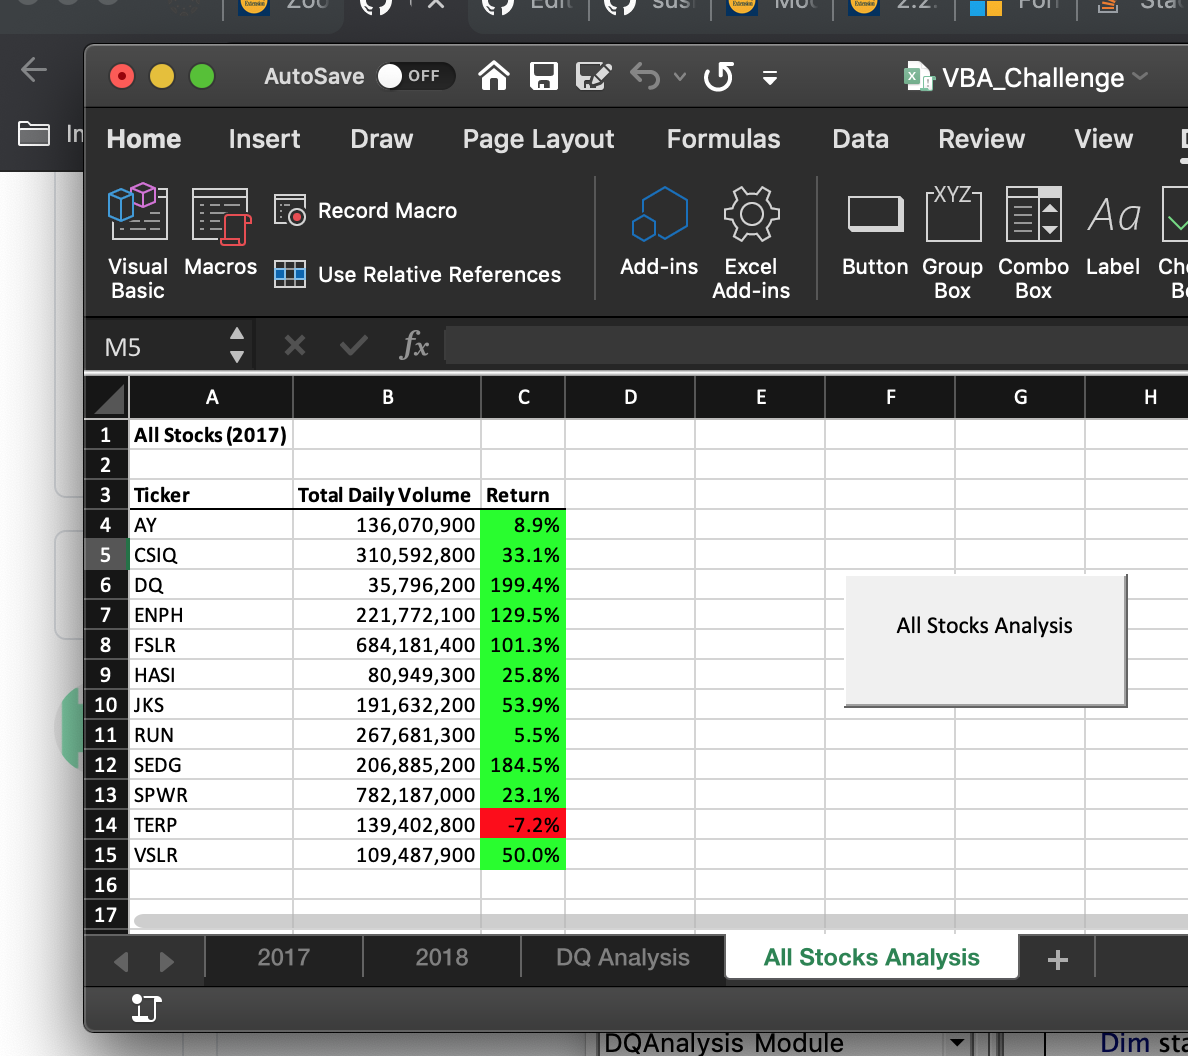 AutoSave OFF VBA_Challenge
Home Insert Draw Page Layout Formulas Data Review View
Visual Basic
Macros
Record Macro
Use Relative References
Add-ins
Excel Add-ins
Button
XYZ
Group Box
Combo Box
Aa
Label
M5 fx
A B C D E F G H
1 All Stocks (2017)
2
3 Ticker Total Daily Volume Return
4 AY 136,070,900 8.9%
5 CSIQ 310,592,800 33.1%
6 DQ 35,796,200 199.4%
7 ENPH 221,772,100 129.5%
8 FSLR 684,181,400 101.3%
9 HASI 80,949,300 25.8%
10 JKS 191,632,200 53.9%
11 RUN 267,681,300 5.5%
12 SEDG 206,885,200 184.5%
13 SPWR 782,187,000 23.1%
14 TERP 139,402,800 -7.2%
15 VSLR 109,487,900 50.0%
16
17
All Stocks Analysis
2017 2018 DQ Analysis All Stocks Analysis +
DQAnalysis Module Dim